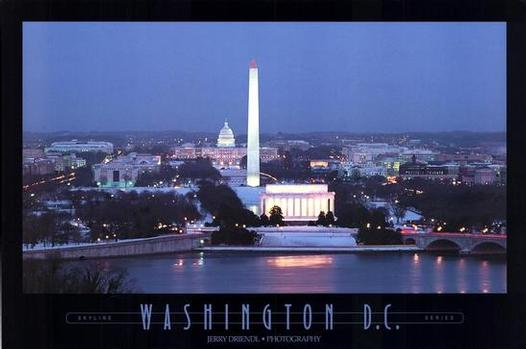 SKYLINE WASHINGTON D.C. SERIES
JERRY DRIENDL • PHOTOGRAPHY